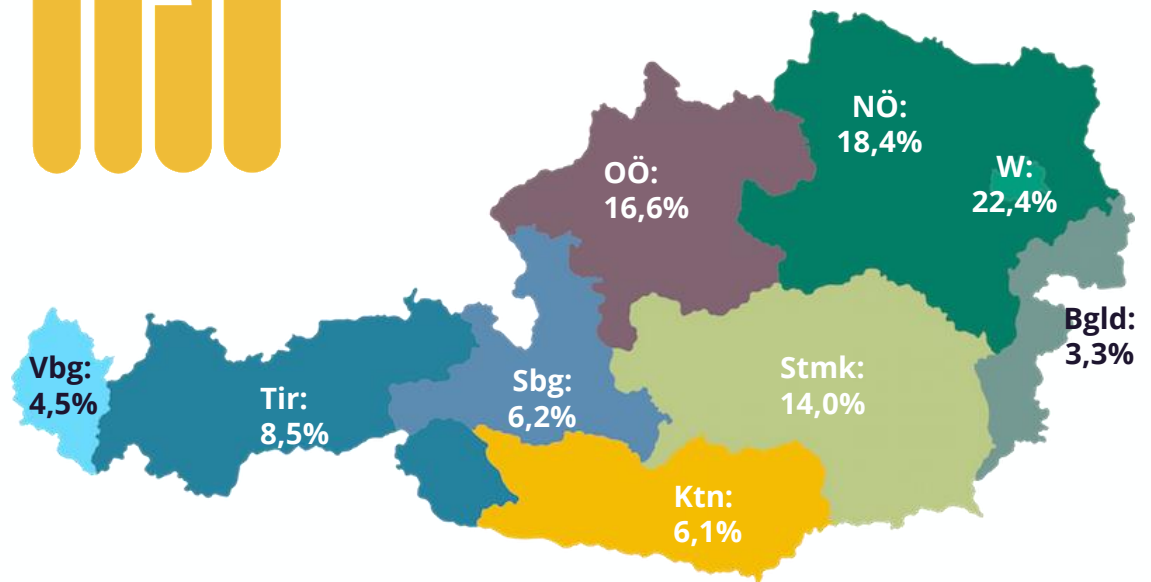 NÖ:
18,4%
W:
22,4%
OÖ:
16,6%
Bgld:
3,3%
Vbg:
4,5%
Tir:
8,5%
Sbg:
6,2%
Stmk:
14,0%
Ktn:
6,1%